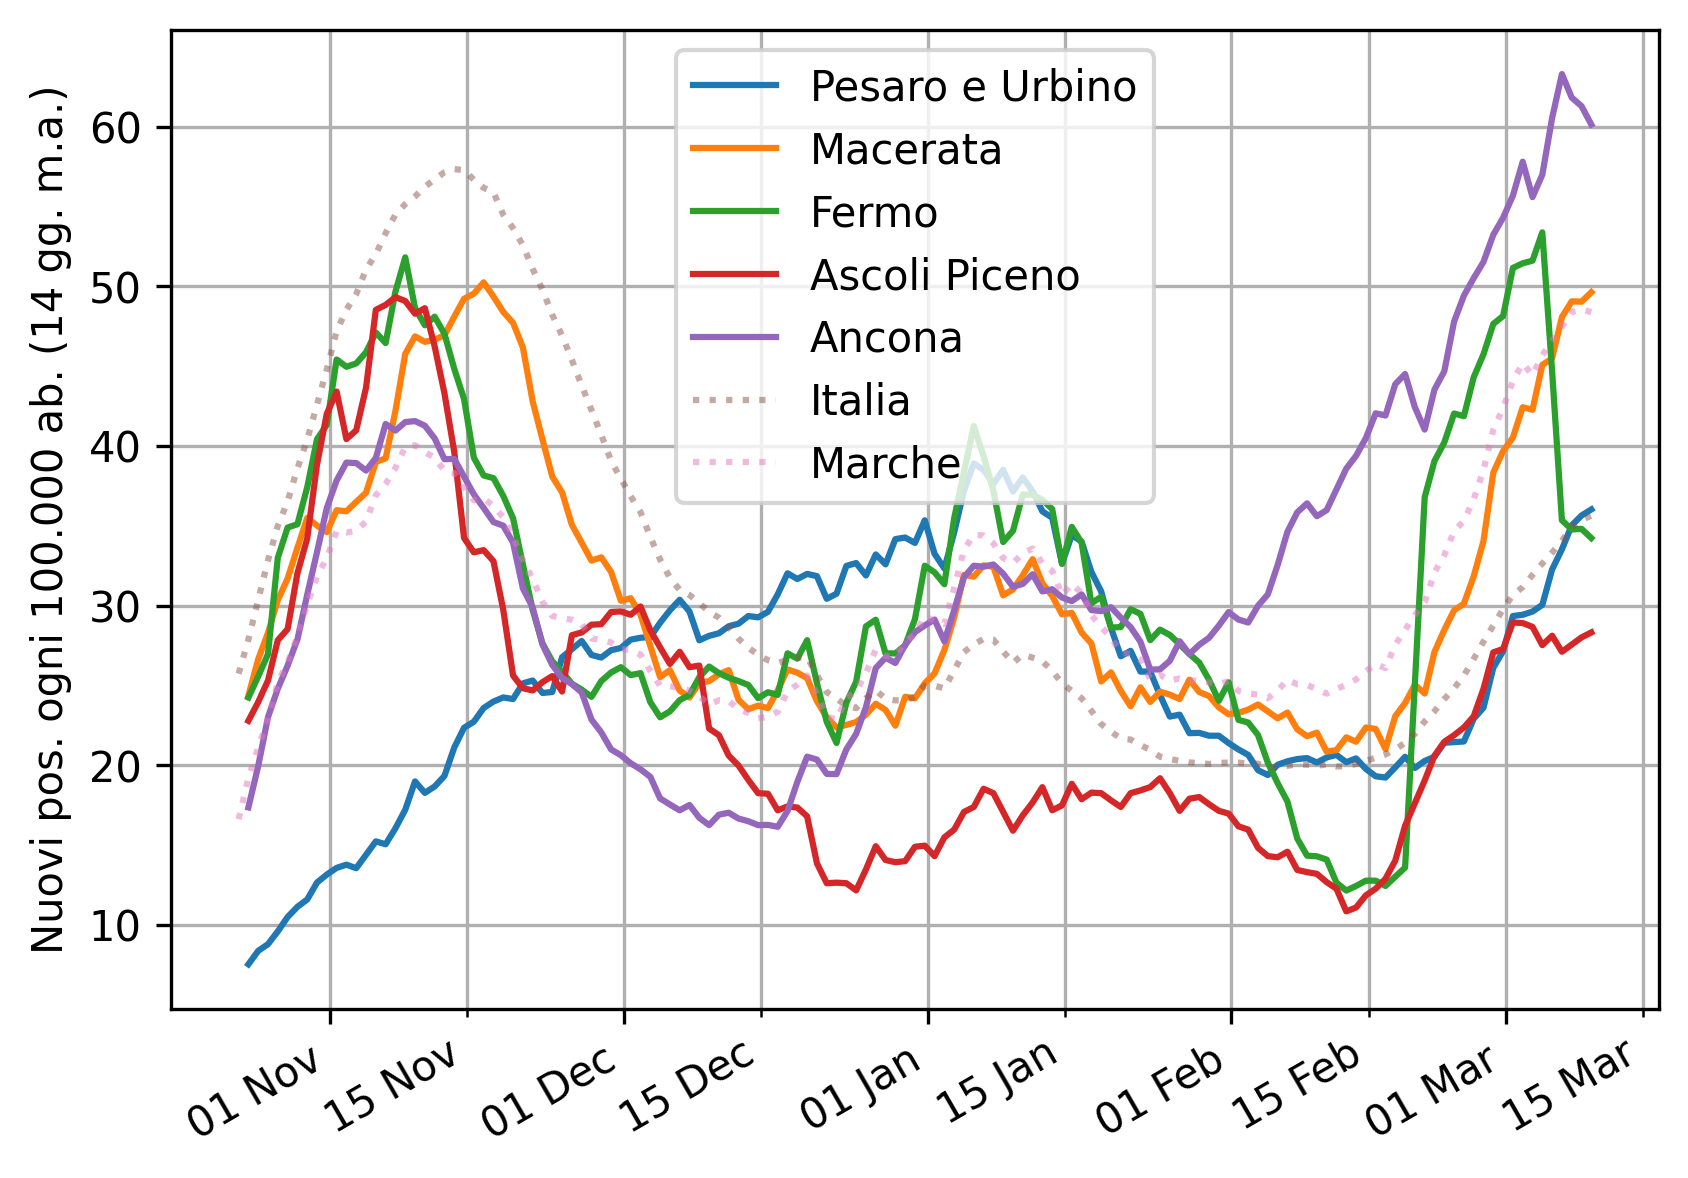 Nuovi pos. ogni 100.000 ab. (14 gg. m.a.)
60
50
40
30
20
10
Pesaro e Urbino
Macerata
Fermo
Ascoli Piceno
Ancona
Italia
Marche
01 Nov
15 Nov
01 Dec
15 Dec
01 Jan
15 Jan
01 Feb
15 Feb
01 Mar
15 Mar